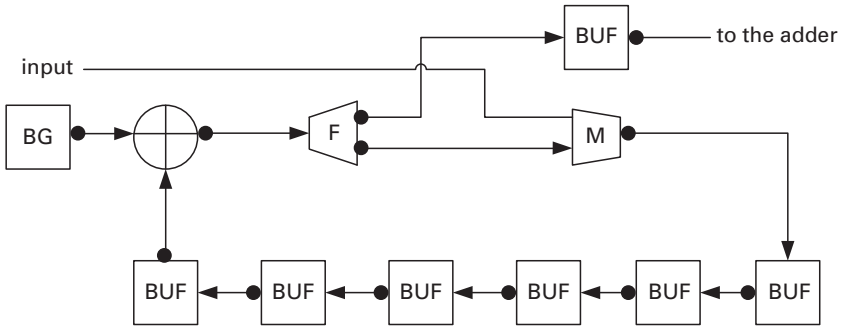 BUF
to the adder
input
BG
F
M
BUF
BUF
BUF
BUF
BUF
BUF